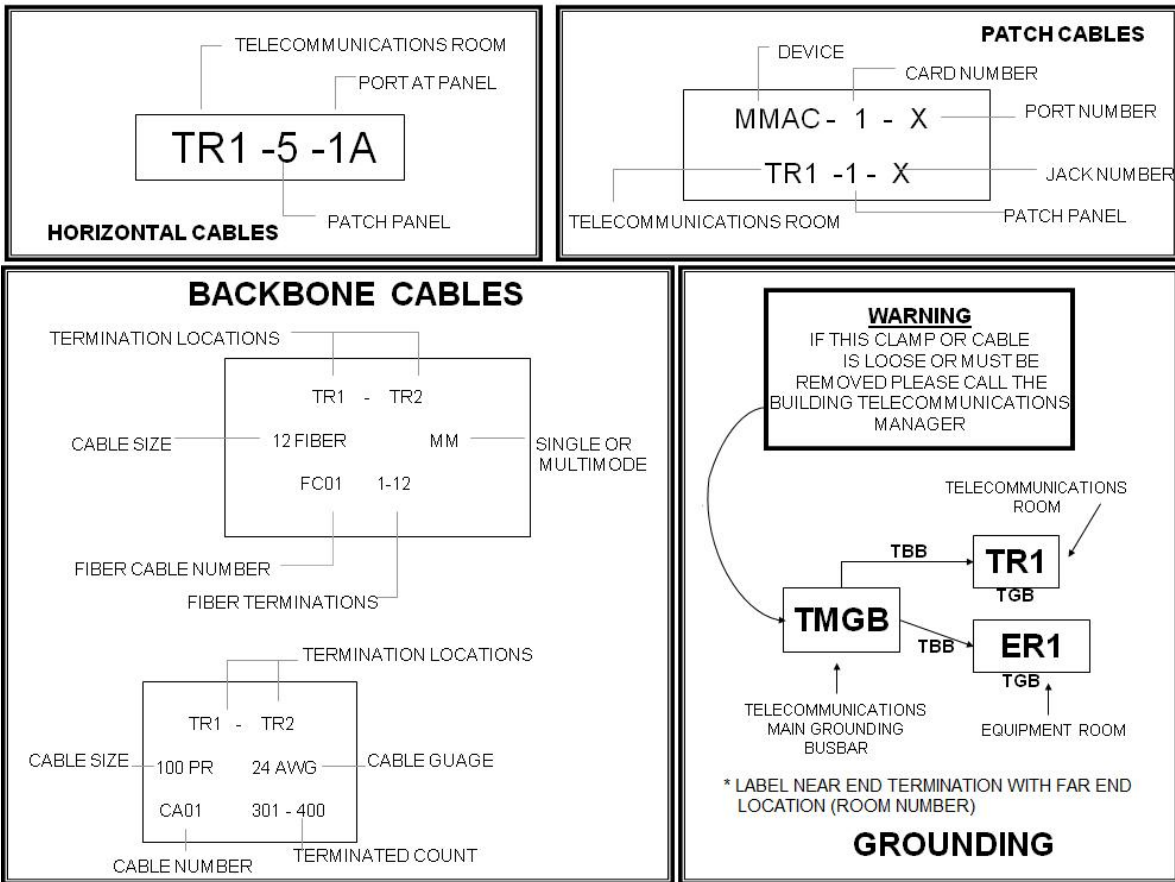 TELECOMMUNICATIONS ROOM
PORT AT PANEL
TR1 -5 -1A
PATCH PANEL
HORIZONTAL CABLES
PATCH CABLES
DEVICE
CARD NUMBER
MMAC - 1 - X
PORT NUMBER
TR1 -1 - X
JACK NUMBER
TELECOMMUNICATIONS ROOM
PATCH PANEL
BACKBONE CABLES
TERMINATION LOCATIONS
TR1 - TR2
CABLE SIZE
12 FIBER MM
SINGLE OR
MULTIMODE
FC01 1-12
FIBER CABLE NUMBER
FIBER TERMINATIONS
TERMINATION LOCATIONS
TR1 - TR2
CABLE SIZE
100 PR 24 AWG
CABLE GUAGE
CA01 301 - 400
CABLE NUMBER
TERMINATED COUNT
WARNING
IF THIS CLAMP OR CABLE
IS LOOSE OR MUST BE
REMOVED PLEASE CALL THE
BUILDING TELECOMMUNICATIONS
MANAGER
TELECOMMUNICATIONS
ROOM
TBB
TR1
TGB
TMGB
TBB
ER1
TGB
TELECOMMUNICATIONS
MAIN GROUNDING
BUSBAR
EQUIPMENT ROOM
* LABEL NEAR END TERMINATION WITH FAR END
LOCATION (ROOM NUMBER)
GROUNDING